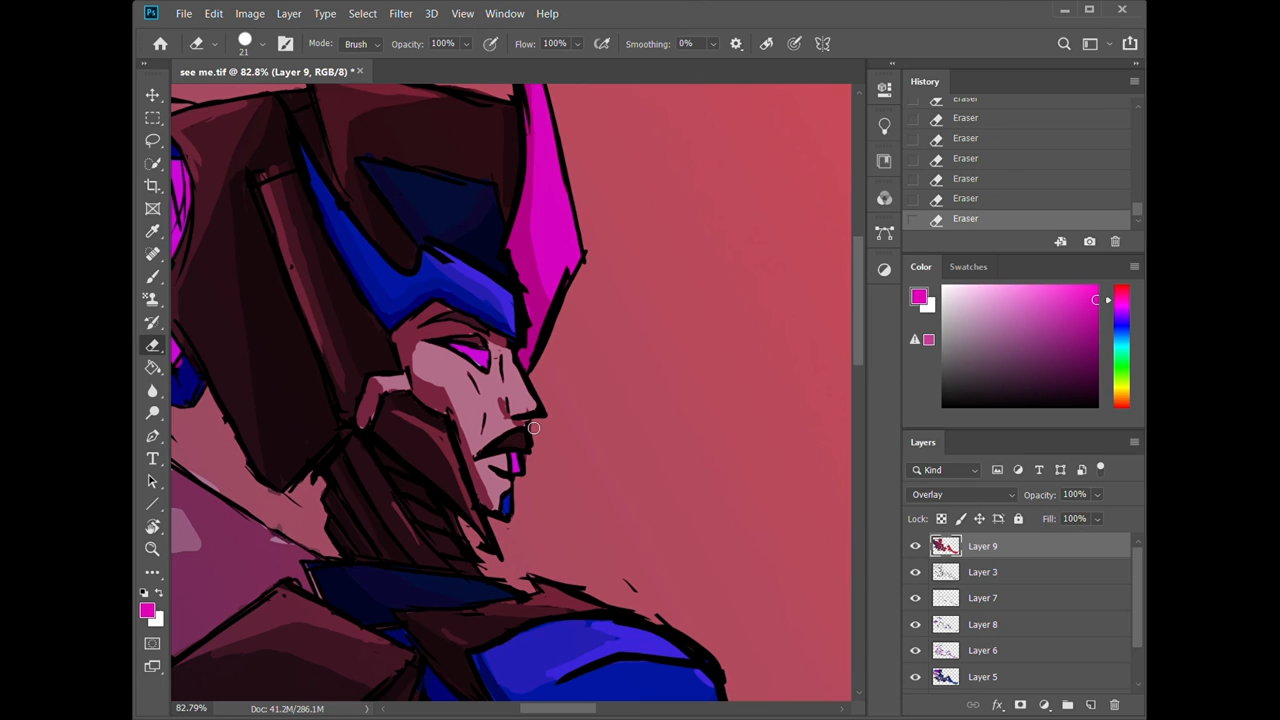 Ps File Edit Image Layer Type Select Filter 3D View Window Help
21 Mode: Brush Opacity: 100% Flow: 100% Smoothing: 0%
see me.tif @ 82.8% (Layer 9, RGB/8) *
History
Eraser
Eraser
Eraser
Eraser
Eraser
Eraser
Eraser
Color Swatches
Layers
Kind
Overlay Opacity: 100%
Lock: Fill: 100%
Layer 9
Layer 3
Layer 7
Layer 8
Layer 6
Layer 5
fx
82.79% Doc: 41.2M/286.1M